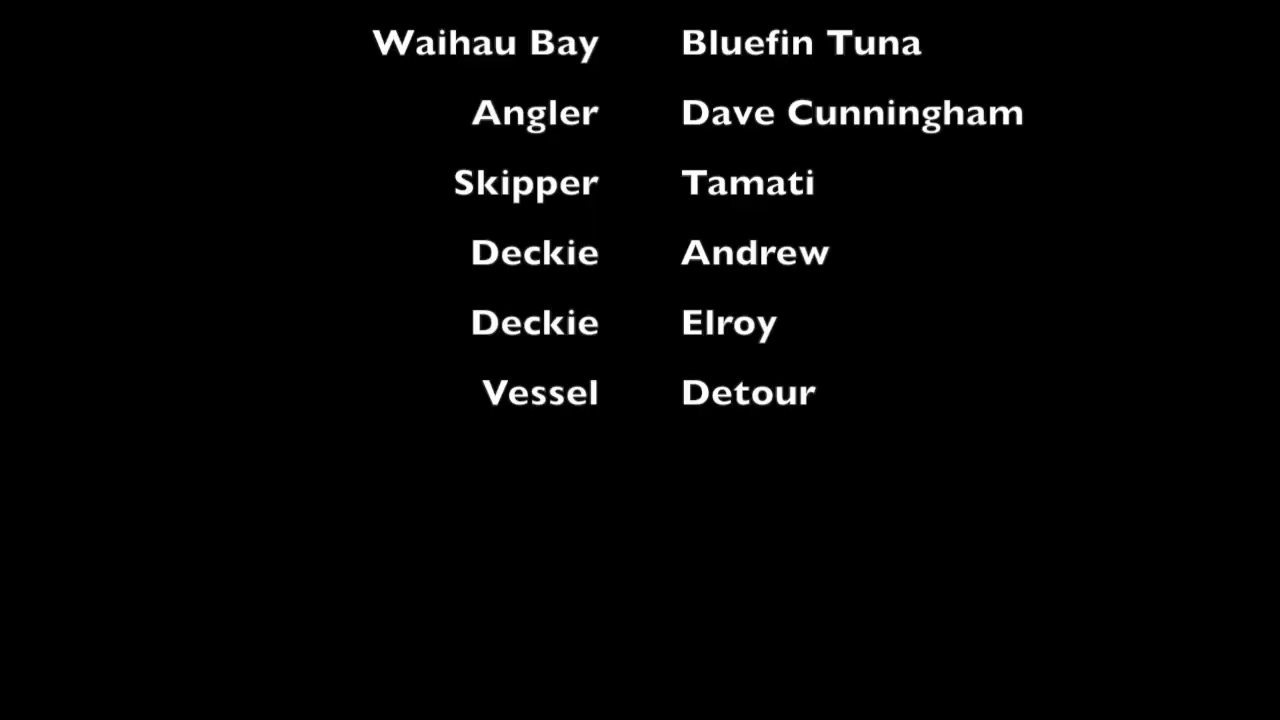 Waihau Bay Bluefin Tuna
Angler Dave Cunningham
Skipper Tamati
Deckie Andrew
Deckie Elroy
Vessel Detour